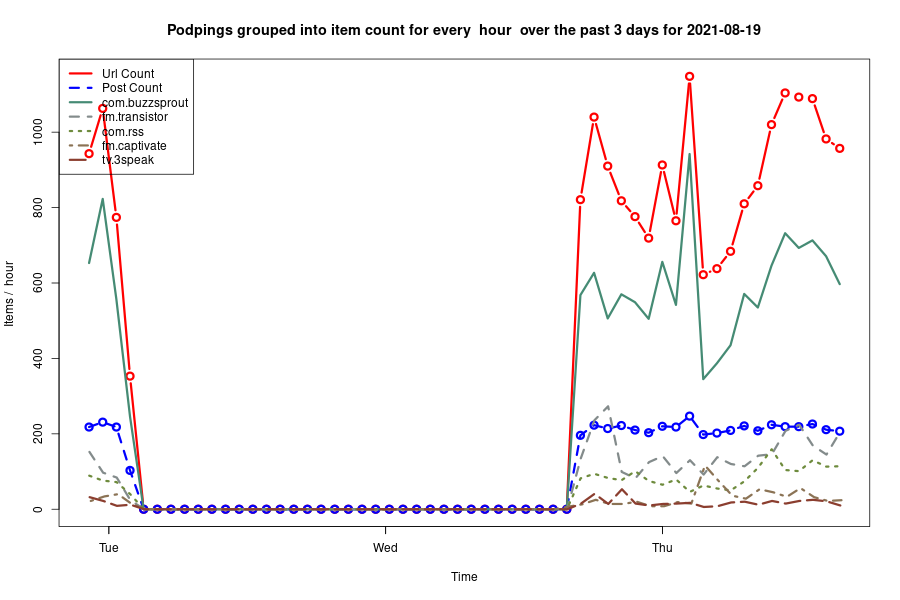 Podpings grouped into item count for every  hour  over the past 3 days for 2021-08-19
Url Count
Post Count
com.buzzsprout
fm.transistor
com.rss
fm.captivate
tv.3speak
Items /  hour
1000
800
600
400
200
0
Tue
Wed
Thu
Time